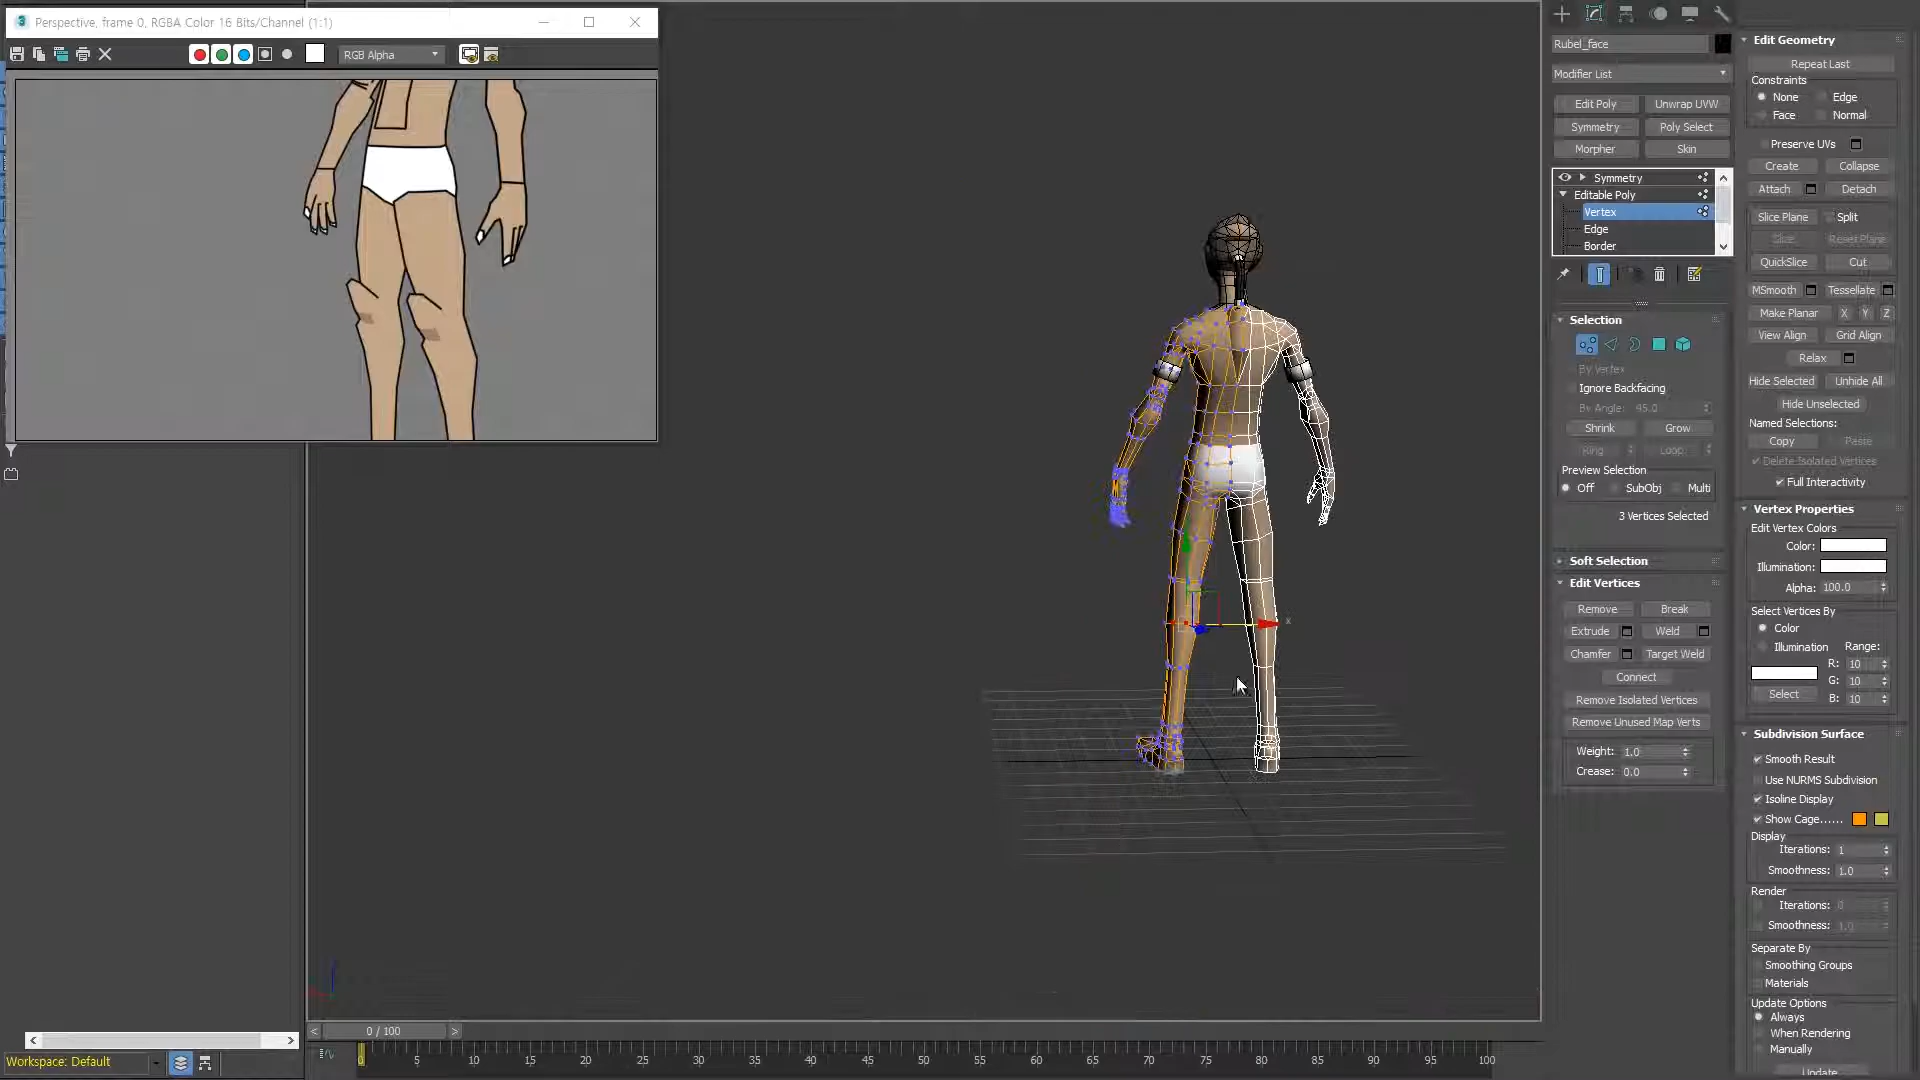 Perspective, frame 0, RGBA Color 16 Bits/Channel (1:1)
RGB Alpha
Rubel_face
Modifier List
Edit Poly
Unwrap UVW
Symmetry
Poly Select
Morpher
Skin
Symmetry
Editable Poly
Vertex
Edge
Border
Selection
By Vertex
Ignore Backfacing
By Angle: 45.0
Shrink
Grow
Ring
Loop
Preview Selection
Off
SubObj
Multi
3 Vertices Selected
Soft Selection
Edit Vertices
Remove
Break
Extrude
Weld
Chamfer
Target Weld
Connect
Remove Isolated Vertices
Remove Unused Map Verts
Weight: 1.0
Crease: 0.0
Edit Geometry
Repeat Last
Constraints
None
Edge
Face
Normal
Preserve UVs
Create
Collapse
Attach
Detach
Slice Plane
Split
Slice
Reset Plane
QuickSlice
Cut
MSmooth
Tessellate
Make Planar
X
Y
Z
View Align
Grid Align
Relax
Hide Selected
Unhide All
Hide Unselected
Named Selections:
Copy
Paste
Delete Isolated Vertices
Full Interactivity
Vertex Properties
Edit Vertex Colors
Color:
Illumination:
Alpha: 100.0
Select Vertices By
Color
Illumination
Range:
R: 10
G: 10
B: 10
Select
Subdivision Surface
Smooth Result
Use NURMS Subdivision
Isoline Display
Show Cage......
Display
Iterations: 1
Smoothness: 1.0
Render
Iterations: 0
Smoothness: 1.0
Separate By
Smoothing Groups
Materials
Update Options
Always
When Rendering
Manually
Update
x
< 0 / 100 >
0 5 10 15 20 25 30 35 40 45 50 55 60 65 70 75 80 85 90 95 100
Workspace: Default